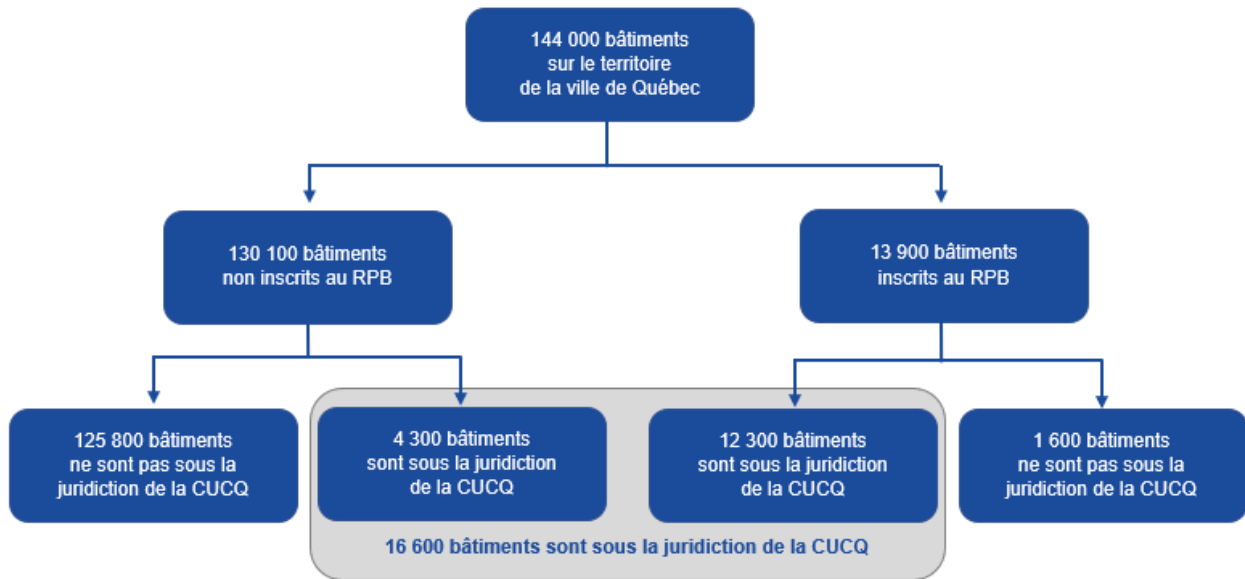 144 000 bâtiments
sur le territoire
de la ville de Québec
130 100 bâtiments
non inscrits au RPB
13 900 bâtiments
inscrits au RPB
125 800 bâtiments
ne sont pas sous la
juridiction de la CUCQ
4 300 bâtiments
sont sous la juridiction
de la CUCQ
12 300 bâtiments
sont sous la juridiction
de la CUCQ
1 600 bâtiments
ne sont pas sous la
juridiction de la CUCQ
16 600 bâtiments sont sous la juridiction de la CUCQ